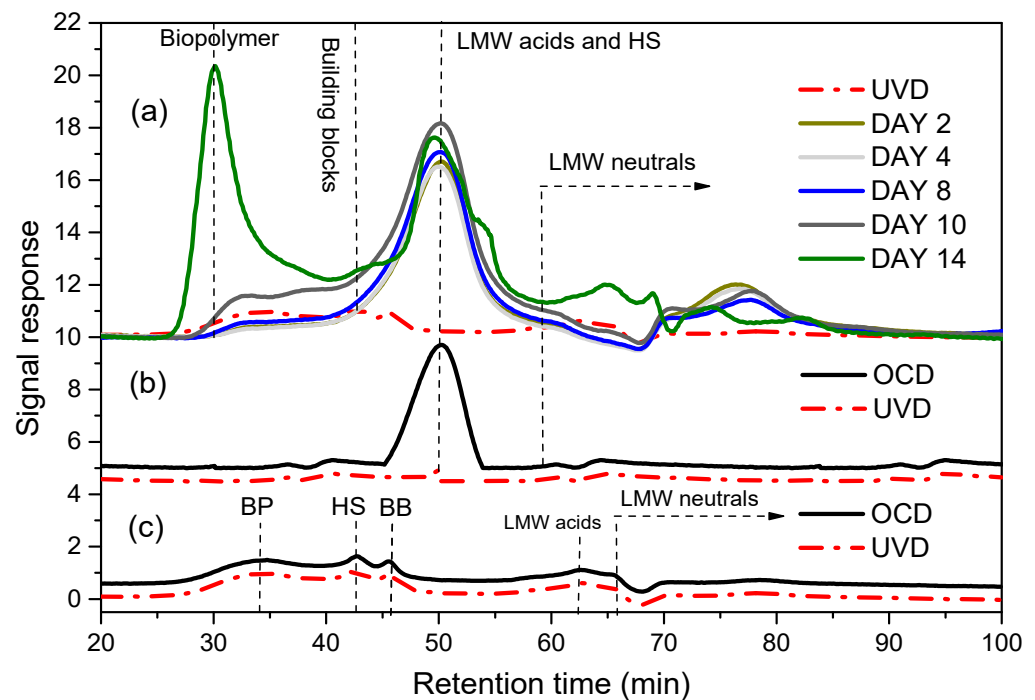 22
20
18
16
14
12
10
8
6
4
2
0
Signal response
Biopolymer
Building blocks
LMW acids and HS
(a)
UVD
DAY 2
DAY 4
DAY 8
DAY 10
DAY 14
LMW neutrals
(b)
OCD
UVD
(c)
BP
HS
BB
LMW acids
LMW neutrals
OCD
UVD
20 30 40 50 60 70 80 90 100
Retention time (min)